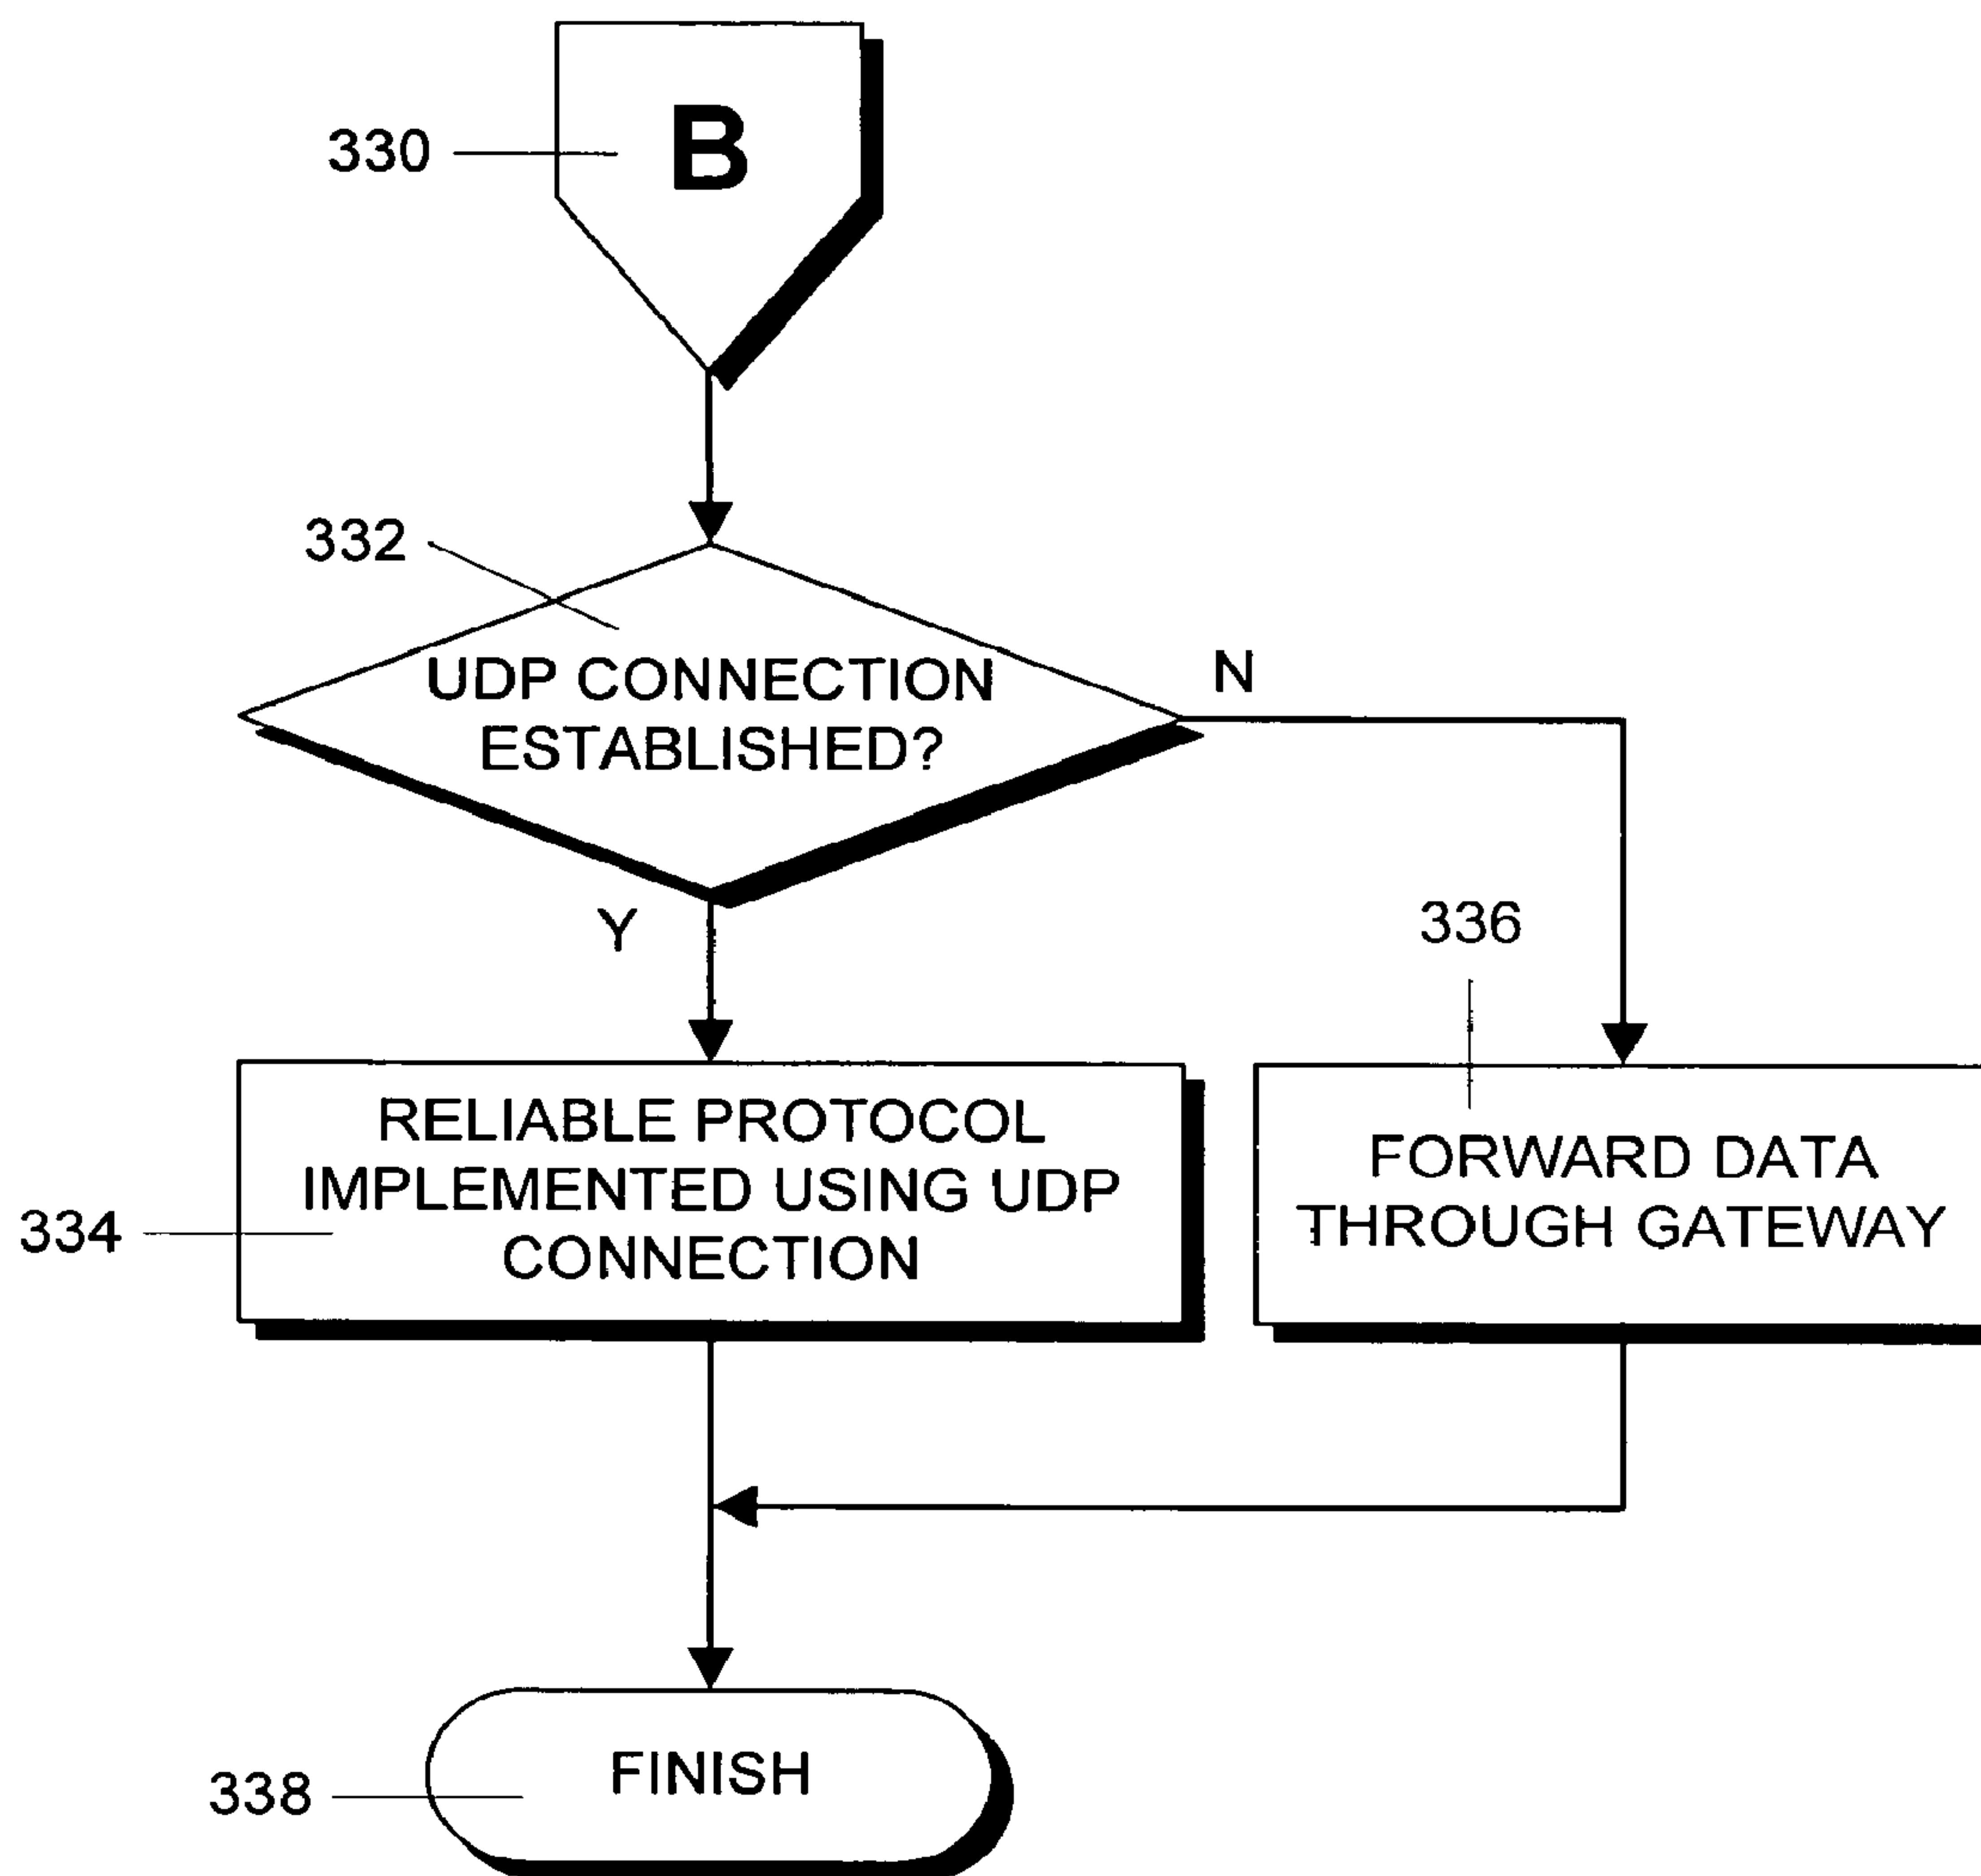 330
B
332
UDP CONNECTION
ESTABLISHED?
N
Y
336
334
RELIABLE PROTOCOL
IMPLEMENTED USING UDP
CONNECTION
FORWARD DATA
THROUGH GATEWAY
338
FINISH